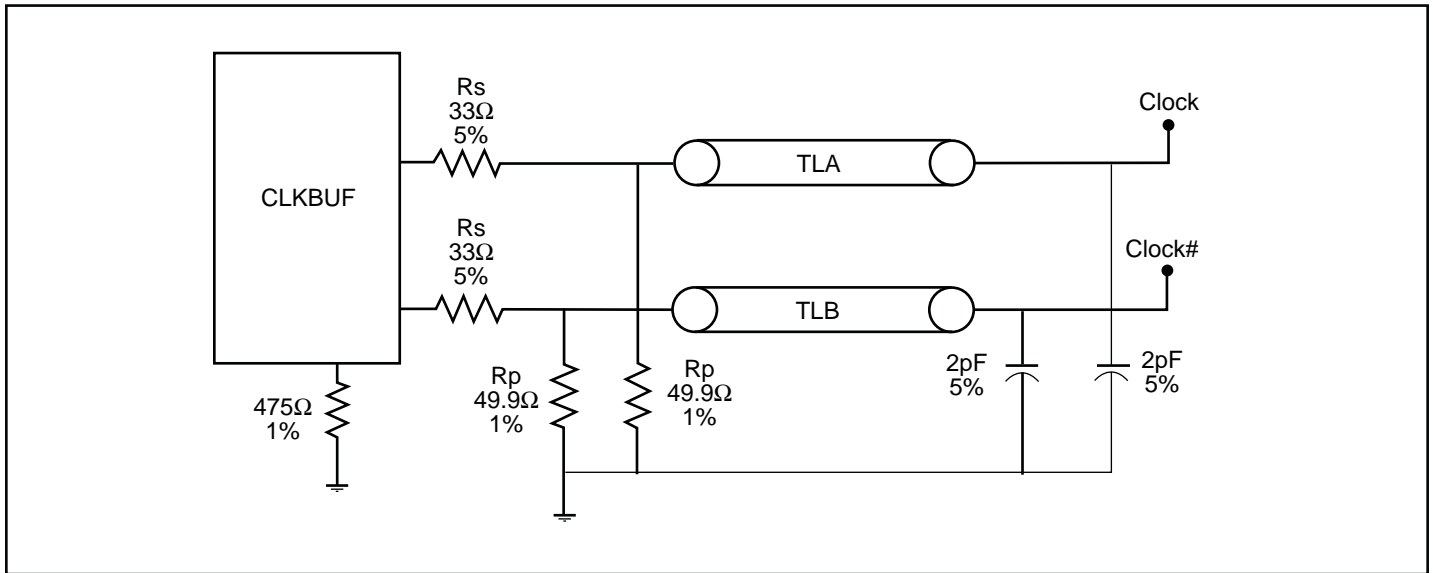 CLKBUF
Rs
33Ω
5%
TLA
Clock
Rs
33Ω
5%
TLB
Clock#
475Ω
1%
Rp
49.9Ω
1%
Rp
49.9Ω
1%
2pF
5%
2pF
5%